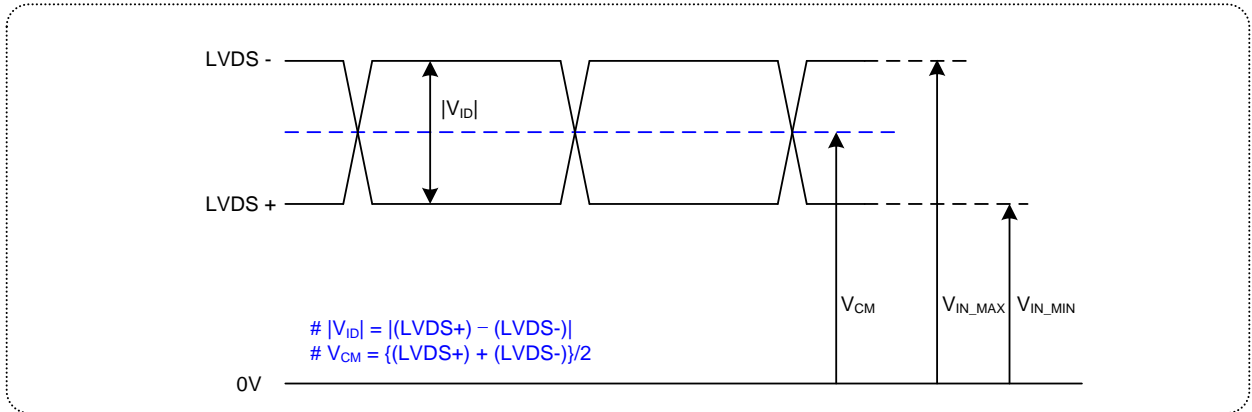 LVDS -
|VID|
LVDS +
VCM
VIN_MAX
VIN_MIN
# |VID| = |(LVDS+) – (LVDS-)|
# VCM = {(LVDS+) + (LVDS-)}/2
0V